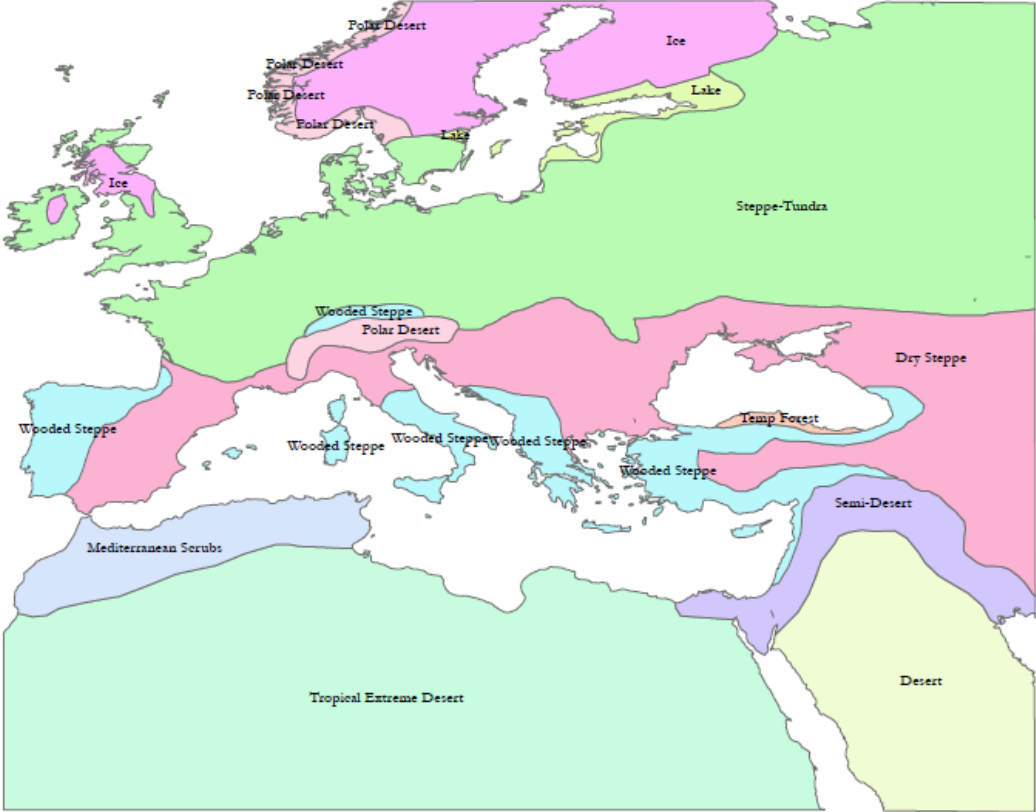 Polar Desert
Ice
Polar Desert
Lake
Polar Desert
Polar Desert
Lake
Ice
Steppe-Tundra
Wooded Steppe
Polar Desert
Dry Steppe
Temp Forest
Wooded Steppe
Wooded Steppe
Wooded Steppe
Wooded Steppe
Wooded Steppe
Semi-Desert
Mediterranean Scrubs
Desert
Tropical Extreme Desert